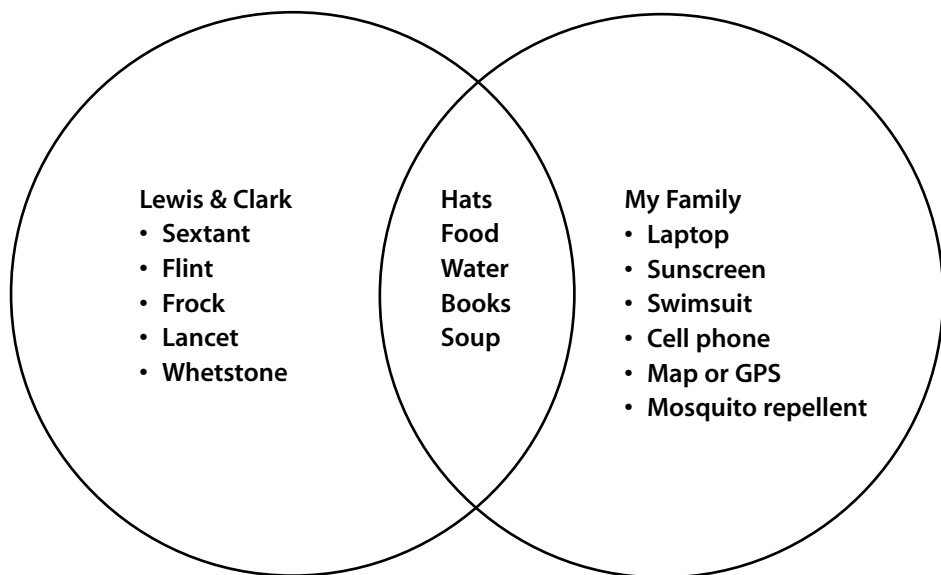 Lewis & Clark
• Sextant
• Flint
• Frock
• Lancet
• Whetstone
Hats
Food
Water
Books
Soup
My Family
• Laptop
• Sunscreen
• Swimsuit
• Cell phone
• Map or GPS
• Mosquito repellent